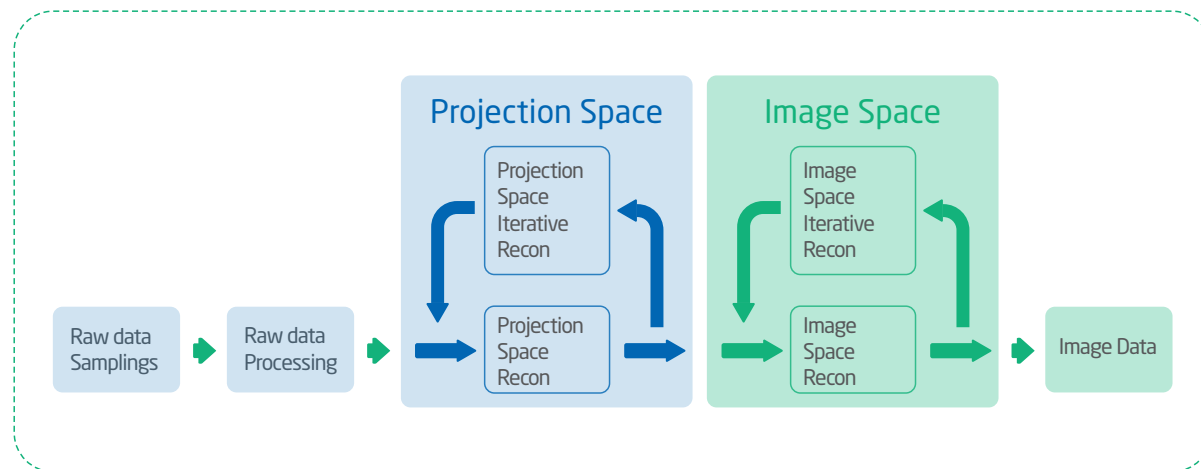 Projection Space
Image Space
Projection
Space
Iterative
Recon
Image
Space
Iterative
Recon
Raw data
Samplings
Raw data
Processing
Projection
Space
Recon
Image
Space
Recon
Image Data